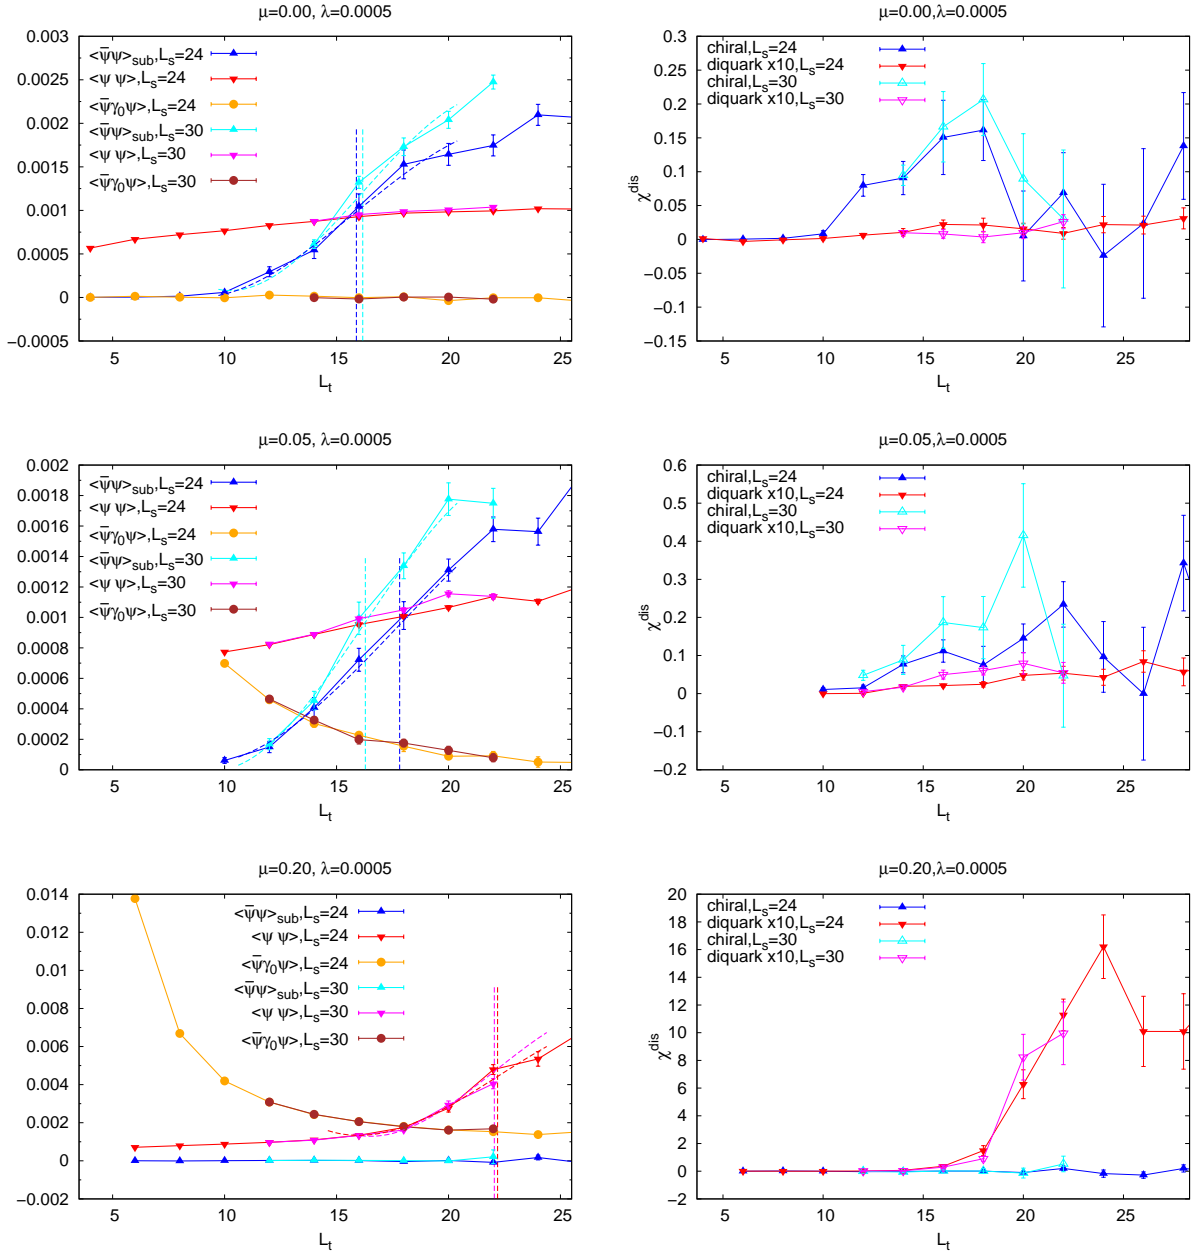 μ=0.00, λ=0.0005
0.003
0.0025
0.002
0.0015
0.001
0.0005
0
−0.0005
<ψ̄ψ>sub,Ls=24
<ψ ψ>,Ls=24
<ψ̄γ0ψ>,Ls=24
<ψ̄ψ>sub,Ls=30
<ψ ψ>,Ls=30
<ψ̄γ0ψ>,Ls=30
5 10 15 20 25
Lt
μ=0.00,λ=0.0005
0.3
0.25
0.2
0.15
0.1
0.05
0
−0.05
−0.1
−0.15
χdis
chiral,Ls=24
diquark x10,Ls=24
chiral,Ls=30
diquark x10,Ls=30
5 10 15 20 25
Lt
μ=0.05, λ=0.0005
0.002
0.0018
0.0016
0.0014
0.0012
0.001
0.0008
0.0006
0.0004
0.0002
0
<ψ̄ψ>sub,Ls=24
<ψ ψ>,Ls=24
<ψ̄γ0ψ>,Ls=24
<ψ̄ψ>sub,Ls=30
<ψ ψ>,Ls=30
<ψ̄γ0ψ>,Ls=30
5 10 15 20 25
Lt
μ=0.05,λ=0.0005
0.6
0.5
0.4
0.3
0.2
0.1
0
−0.1
−0.2
χdis
chiral,Ls=24
diquark x10,Ls=24
chiral,Ls=30
diquark x10,Ls=30
5 10 15 20 25
Lt
μ=0.20, λ=0.0005
0.014
0.012
0.01
0.008
0.006
0.004
0.002
0
−0.002
<ψ̄ψ>sub,Ls=24
<ψ ψ>,Ls=24
<ψ̄γ0ψ>,Ls=24
<ψ̄ψ>sub,Ls=30
<ψ ψ>,Ls=30
<ψ̄γ0ψ>,Ls=30
5 10 15 20 25
Lt
μ=0.20,λ=0.0005
20
18
16
14
12
10
8
6
4
2
0
−2
χdis
chiral,Ls=24
diquark x10,Ls=24
chiral,Ls=30
diquark x10,Ls=30
5 10 15 20 25
Lt